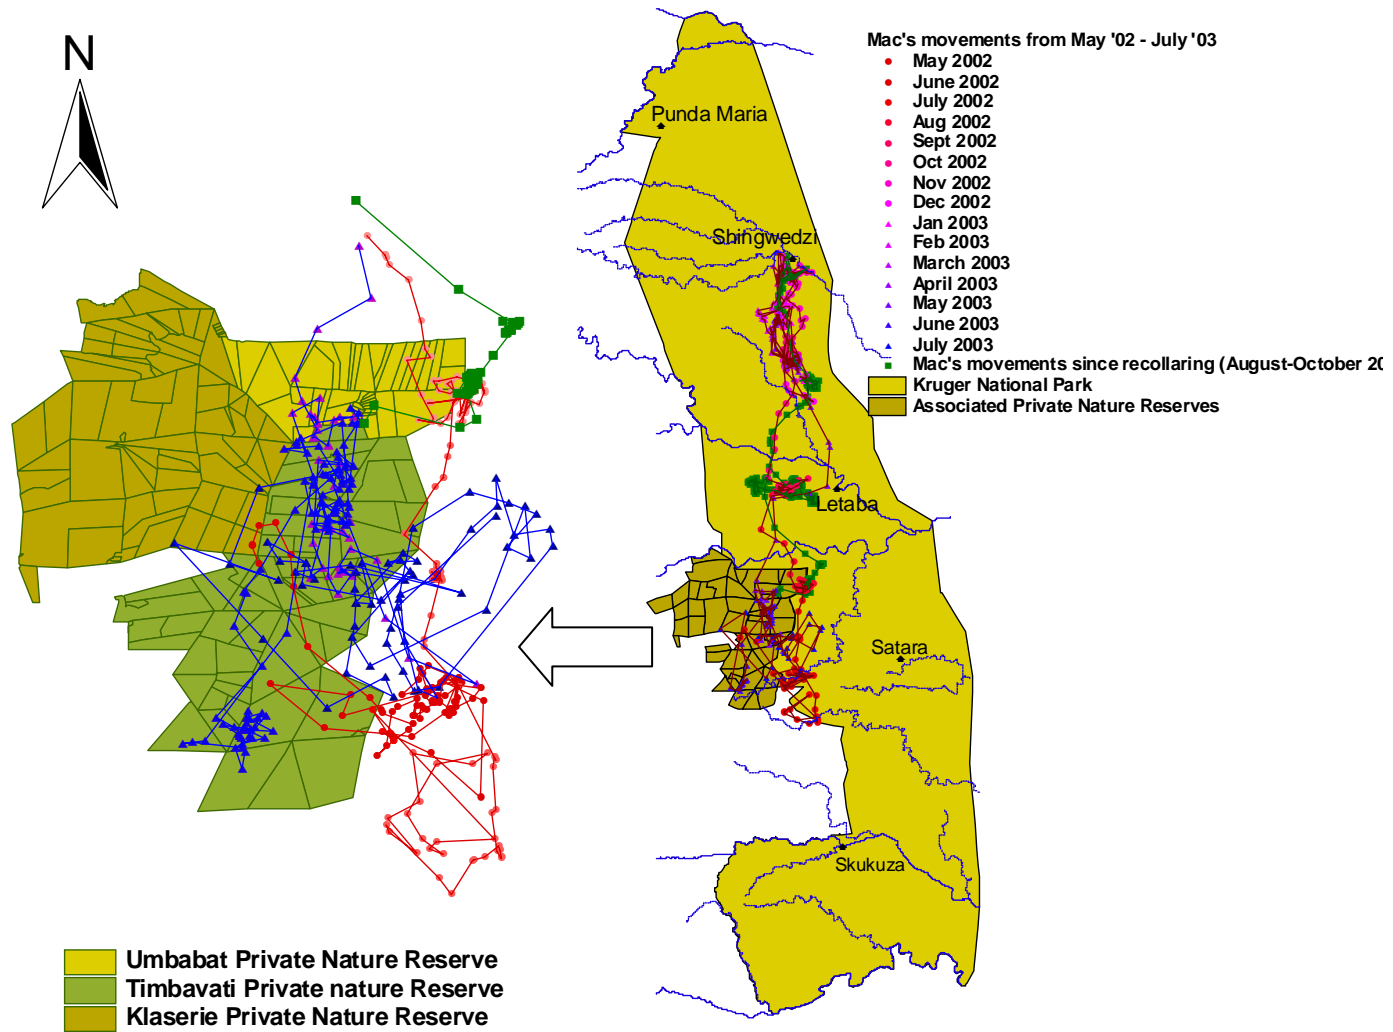 N
Mac's movements from May '02 - July '03
May 2002
June 2002
July 2002
Aug 2002
Sept 2002
Oct 2002
Nov 2002
Dec 2002
Jan 2003
Feb 2003
March 2003
April 2003
May 2003
June 2003
July 2003
Mac's movements since recollaring (August-October 20
Kruger National Park
Associated Private Nature Reserves
Punda Maria
Shingwedzi
Letaba
Satara
Skukuza
Umbabat Private Nature Reserve
Timbavati Private nature Reserve
Klaserie Private Nature Reserve